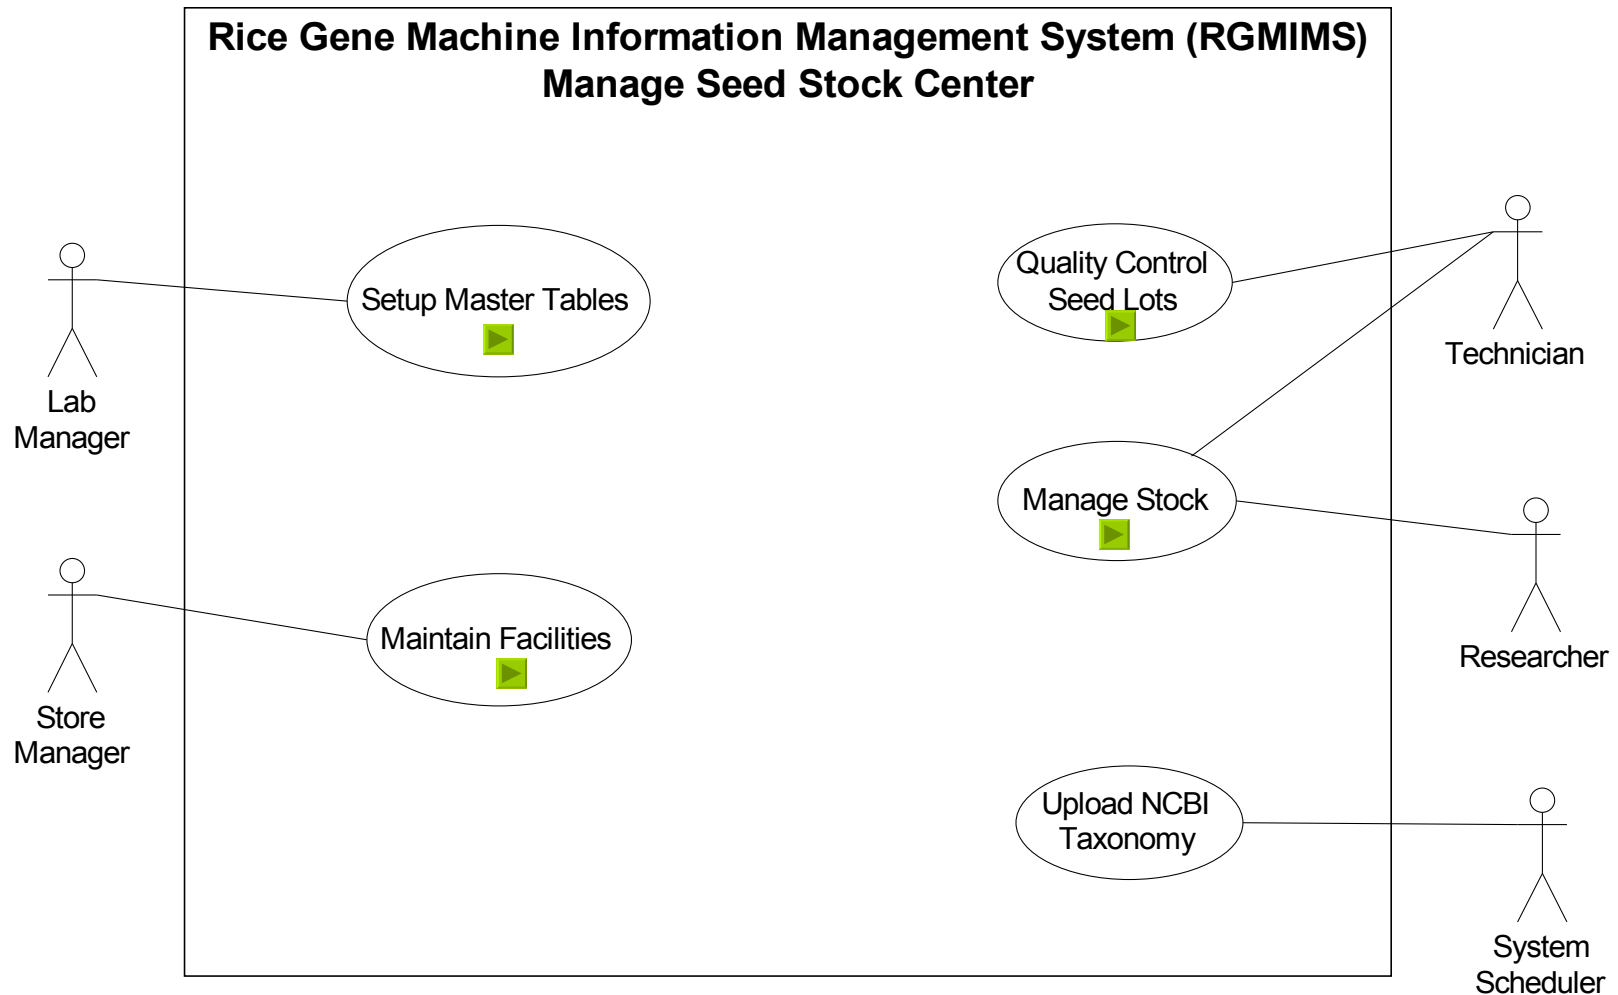 Rice Gene Machine Information Management System (RGMIMS)
Manage Seed Stock Center
Setup Master Tables
Lab
Manager
Quality Control
Seed Lots
Technician
Manage Stock
Researcher
Maintain Facilities
Store
Manager
Upload NCBI
Taxonomy
System
Scheduler